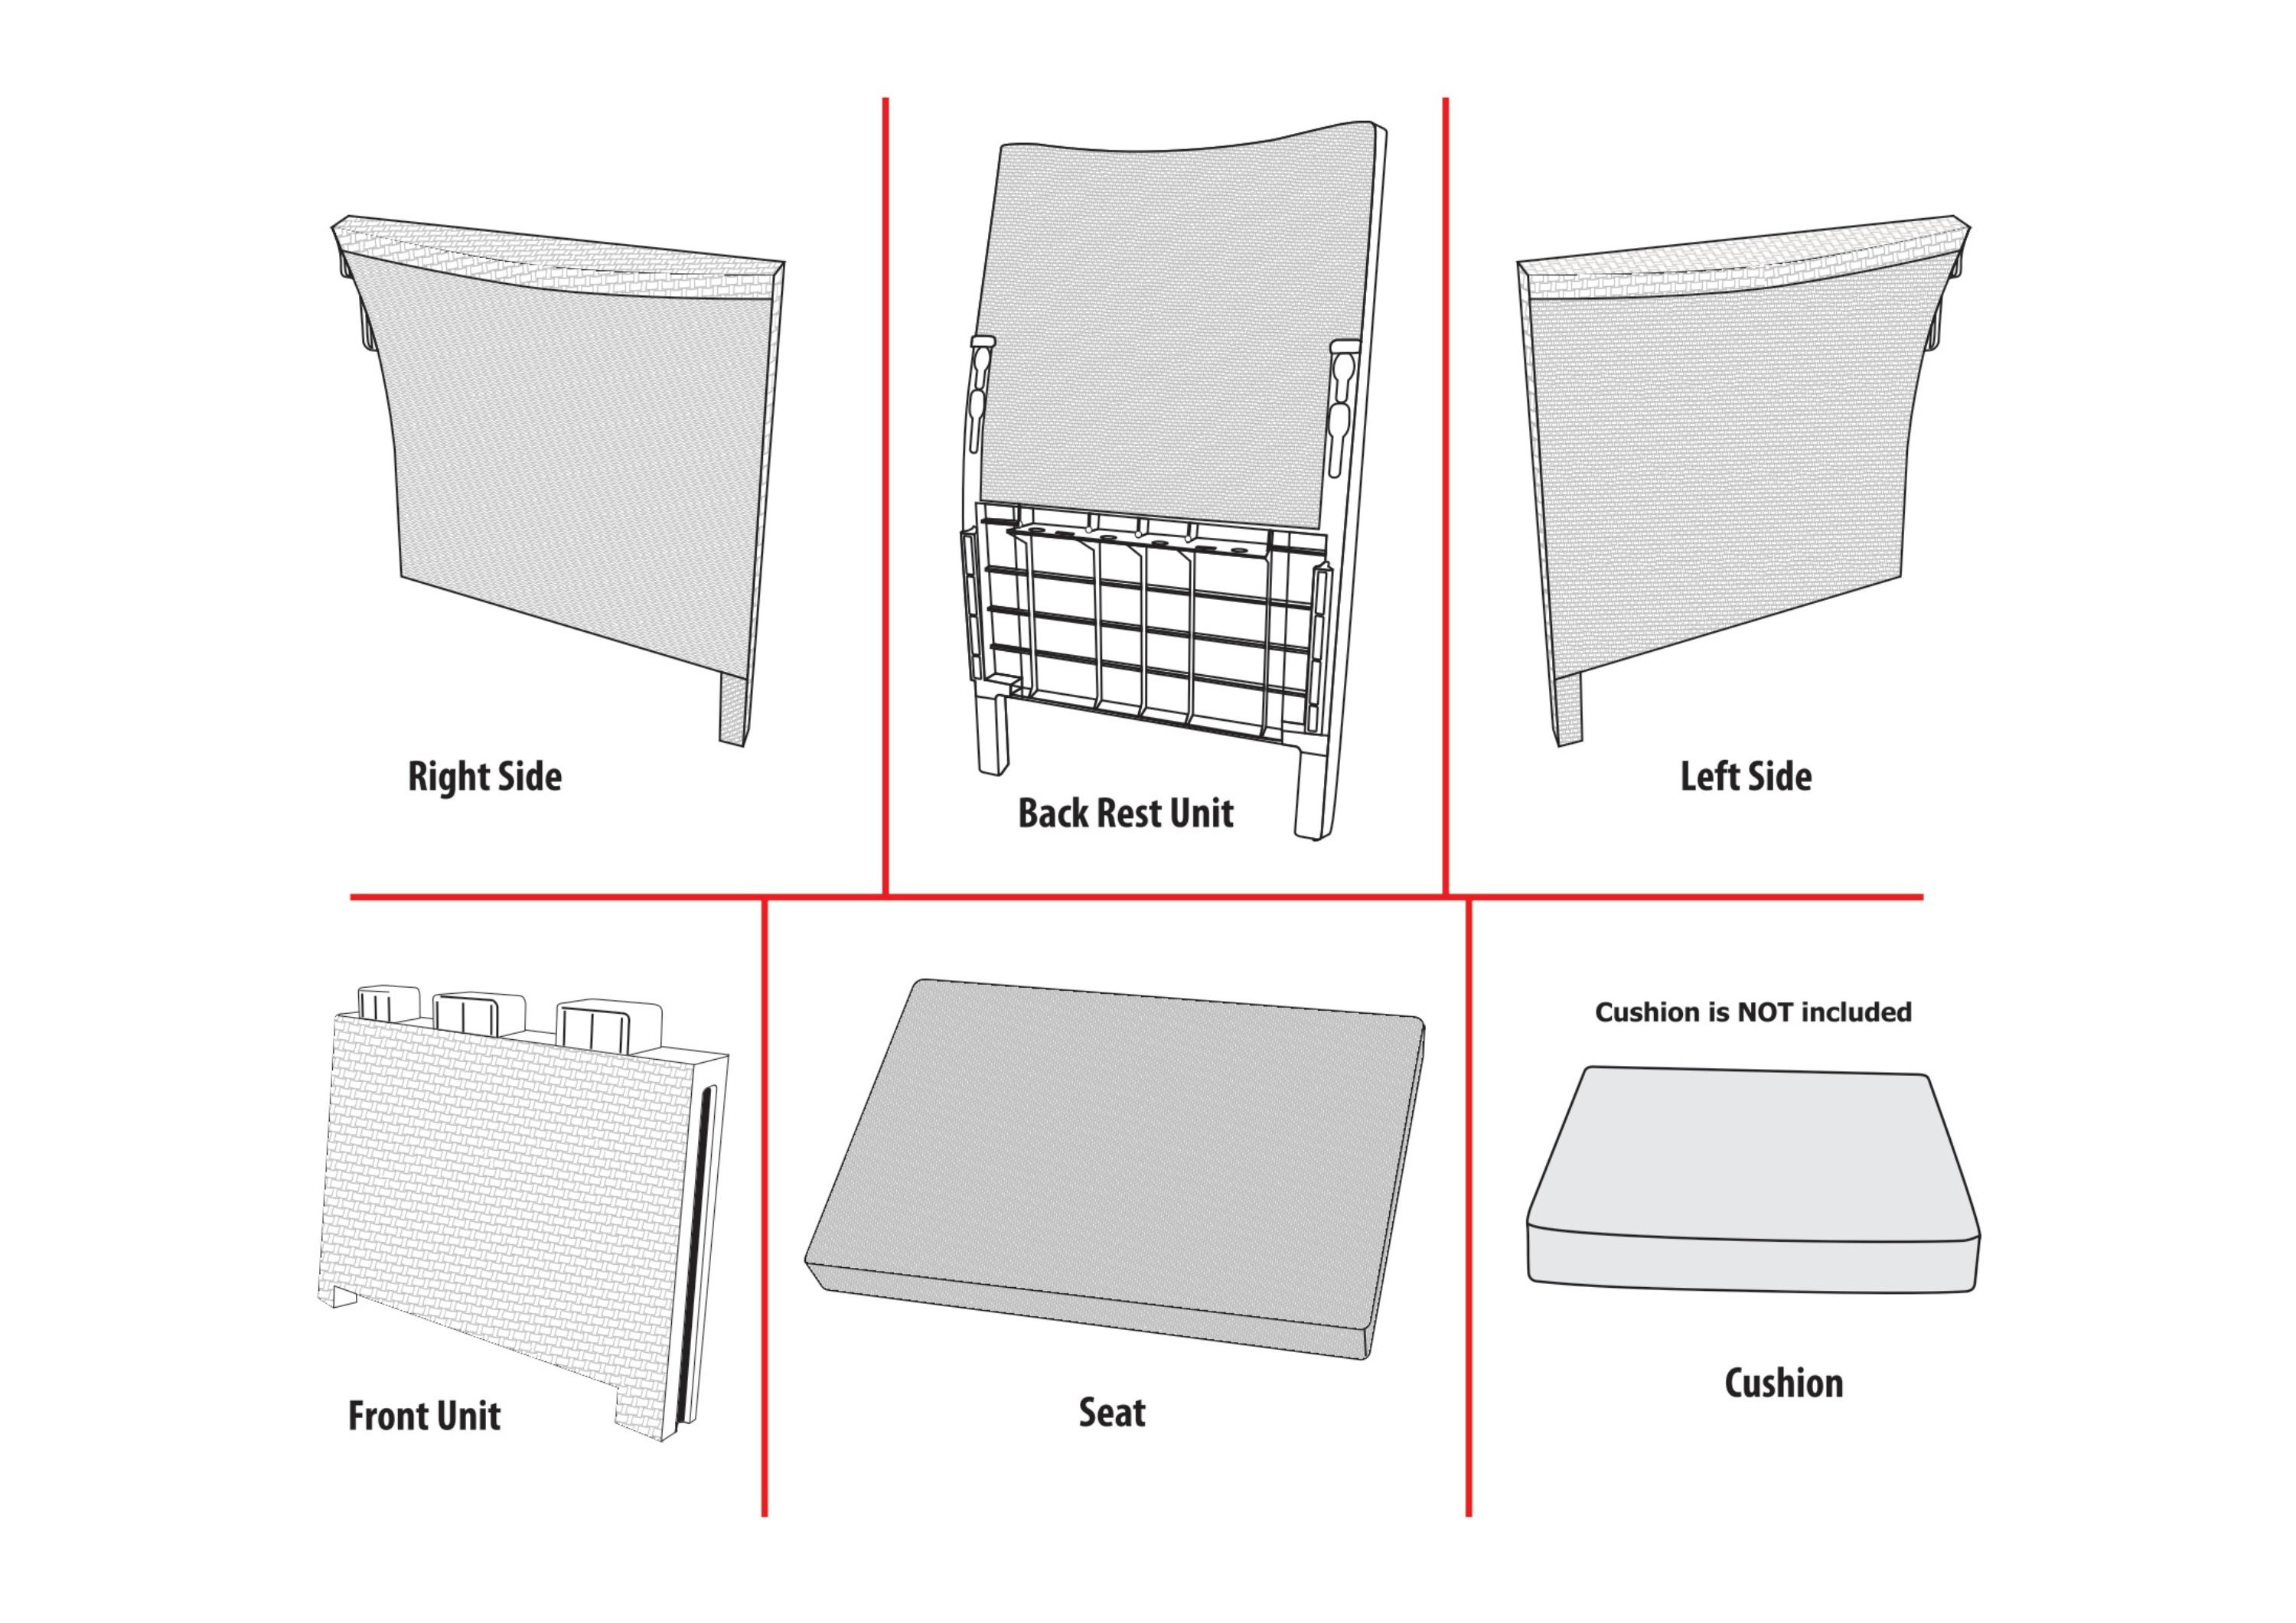 Right Side
Back Rest Unit
Left Side
Front Unit
Seat
Cushion is NOT included
Cushion